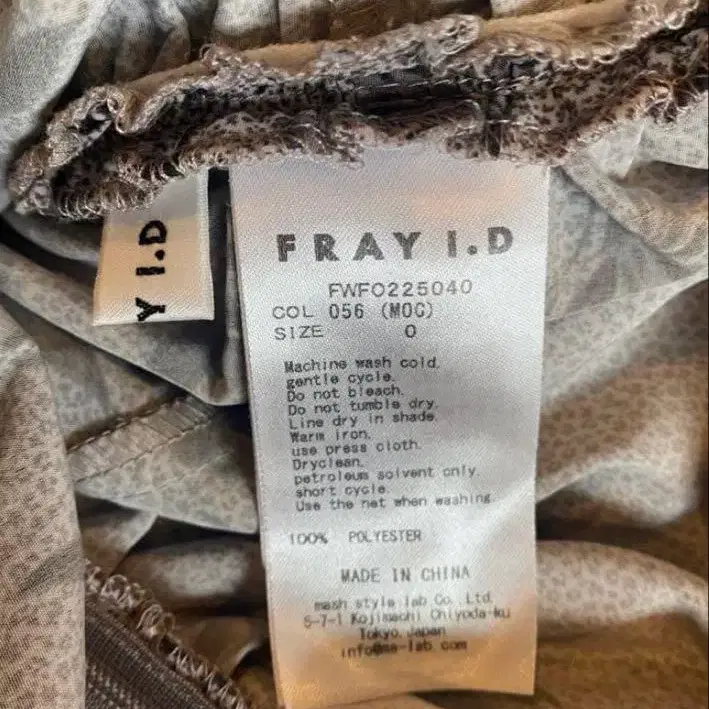 Y I.D
FRAY I.D
FWFO225040
COL 056 (MOC)
SIZE 0
Machine wash cold.
gentle cycle.
Do not bleach.
Do not tumble dry.
Line dry in shade.
Warm iron.
use press cloth.
Dryclean.
petroleum solvent only.
short cycle.
Use the net when washing
100% POLYESTER
MADE IN CHINA
mash style lab Co. Ltd.
5-7-1 Kojimachi Chiyoda-ku
Tokyo Japan
info@ms-lab.com